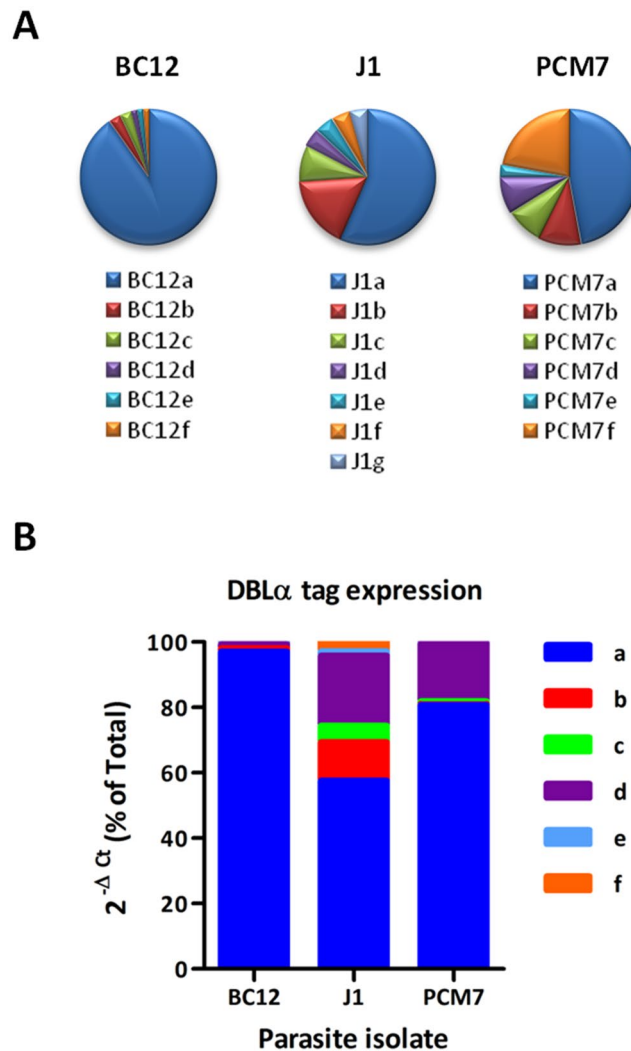 A
BC12
J1
PCM7
BC12a
BC12b
BC12c
BC12d
BC12e
BC12f
J1a
J1b
J1c
J1d
J1e
J1f
J1g
PCM7a
PCM7b
PCM7c
PCM7d
PCM7e
PCM7f
B
DBLα tag expression
100
80
60
40
20
0
2^-Δ Ct (% of Total)
BC12
J1
PCM7
Parasite isolate
a
b
c
d
e
f